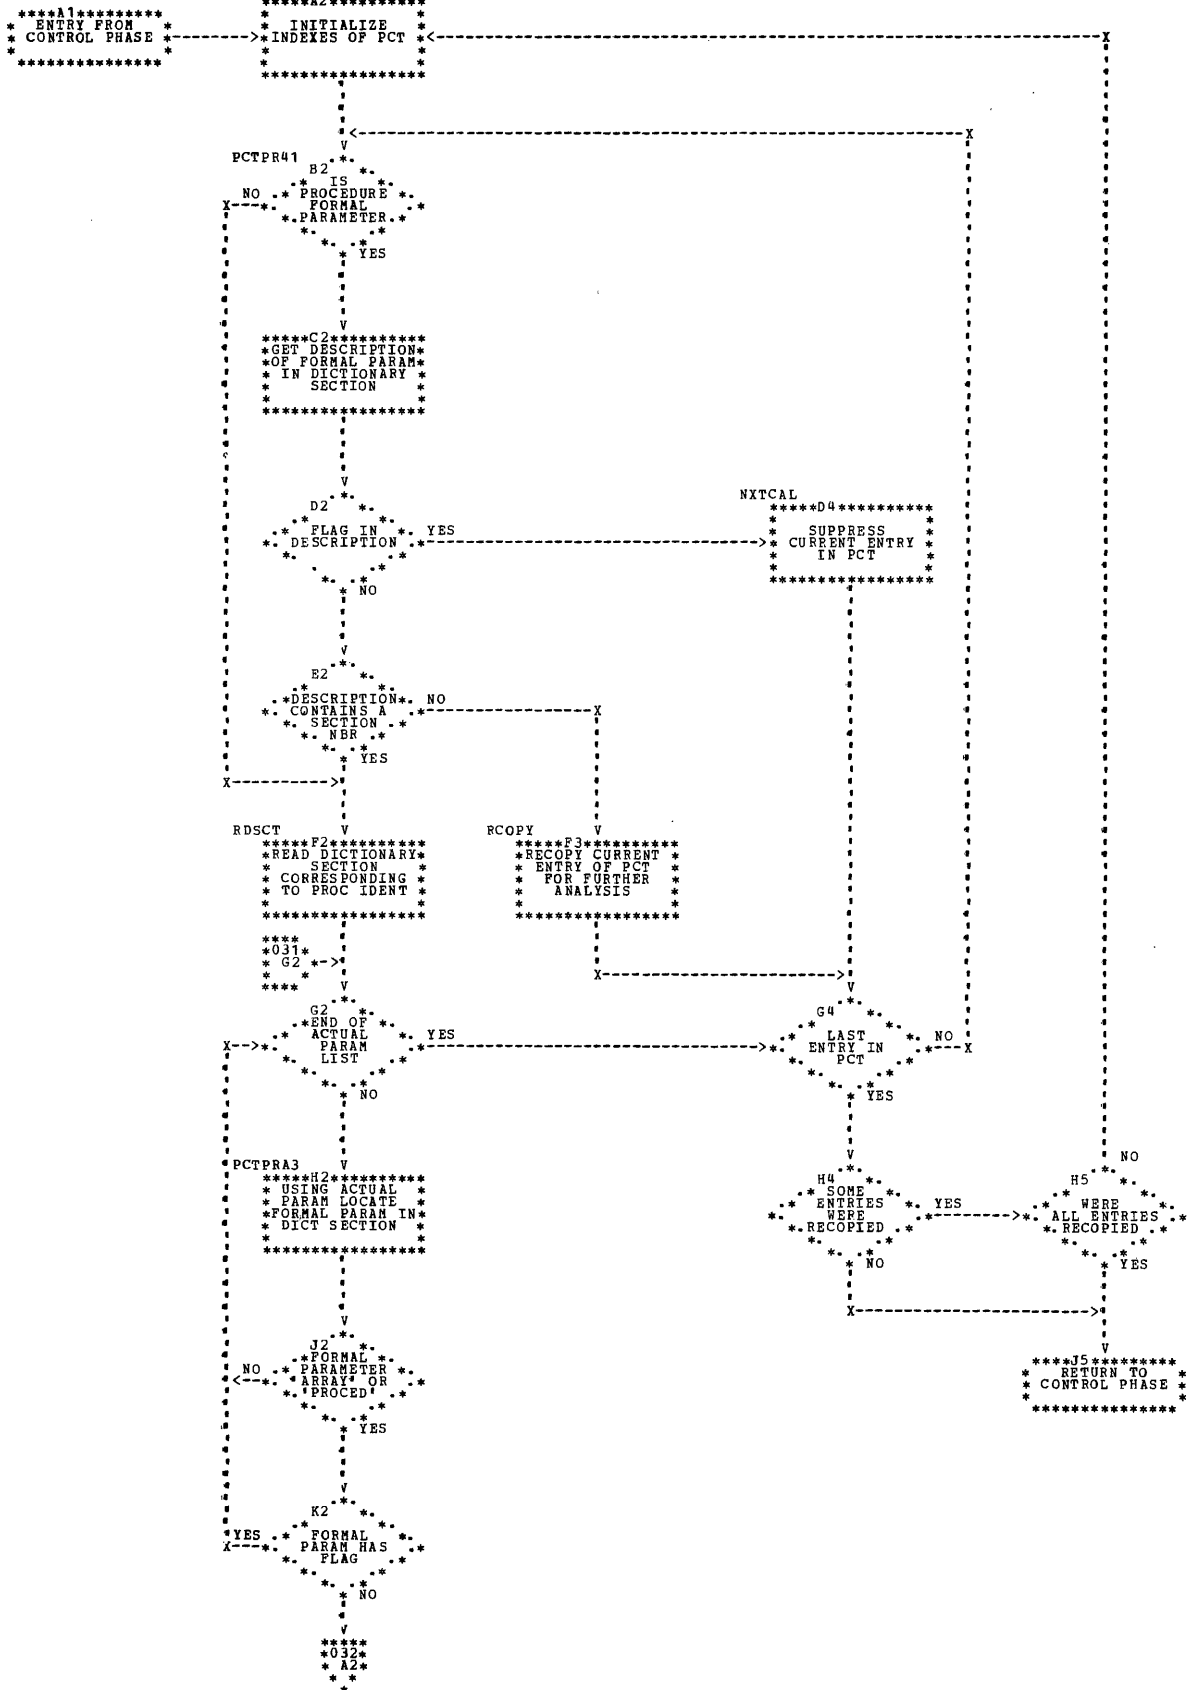 A1
ENTRY FROM
CONTROL PHASE
A2
INITIALIZE
INDEXES OF PCT
PCTPR41
B2
IS
PROCEDURE
FORMAL
PARAMETER
NO
YES
C2
GET DESCRIPTION
OF FORMAL PARAM
IN DICTIONARY
SECTION
D2
FLAG IN
DESCRIPTION
YES
NO
NXTCAL
D4
SUPPRESS
CURRENT ENTRY
IN PCT
E2
DESCRIPTION
CONTAINS A
SECTION
NBR
NO
YES
RDSCT
F2
READ DICTIONARY
SECTION
CORRESPONDING
TO PROC IDENT
RCOPY
F3
RECOPY CURRENT
ENTRY OF PCT
FOR FURTHER
ANALYSIS
031
G2
G2
END OF
ACTUAL
PARAM
LIST
YES
NO
G4
LAST
ENTRY IN
PCT
NO
YES
PCTPRA3
H2
USING ACTUAL
PARAM LOCATE
FORMAL PARAM IN
DICT SECTION
H4
SOME
ENTRIES
WERE
RECOPIED
YES
NO
H5
WERE
ALL ENTRIES
RECOPIED
NO
YES
J2
FORMAL
PARAMETER
'ARRAY' OR
'PROCED'
NO
YES
J5
RETURN TO
CONTROL PHASE
K2
FORMAL
PARAM HAS
FLAG
YES
NO
032
A2